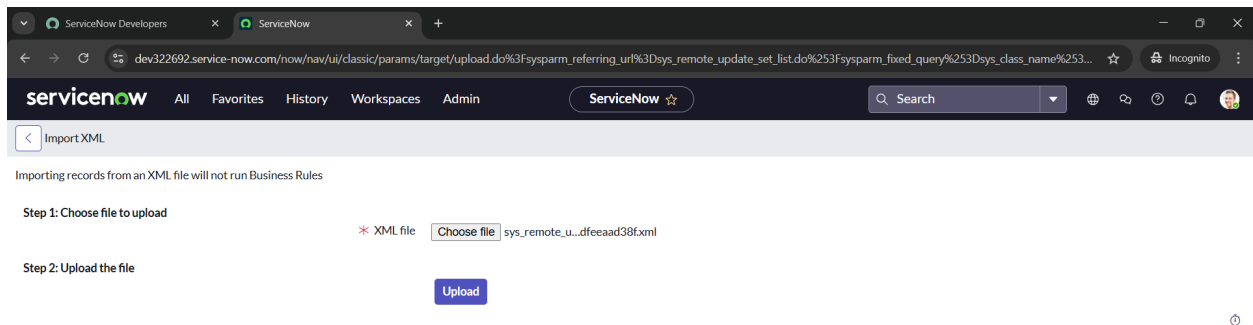 ServiceNow Developers
ServiceNow
dev322692.service-now.com/now/nav/ui/classic/params/target/upload.do%3Fsysparm_referring_url%3Dsys_remote_update_set_list.do%253Fsysparm_fixed_query%253Dsys_class_name%253... Incognito
servicenow All Favorites History Workspaces Admin ServiceNow Search
Import XML
Importing records from an XML file will not run Business Rules
Step 1: Choose file to upload
XML file Choose file sys_remote_u...dfeeaad38f.xml
Step 2: Upload the file
Upload